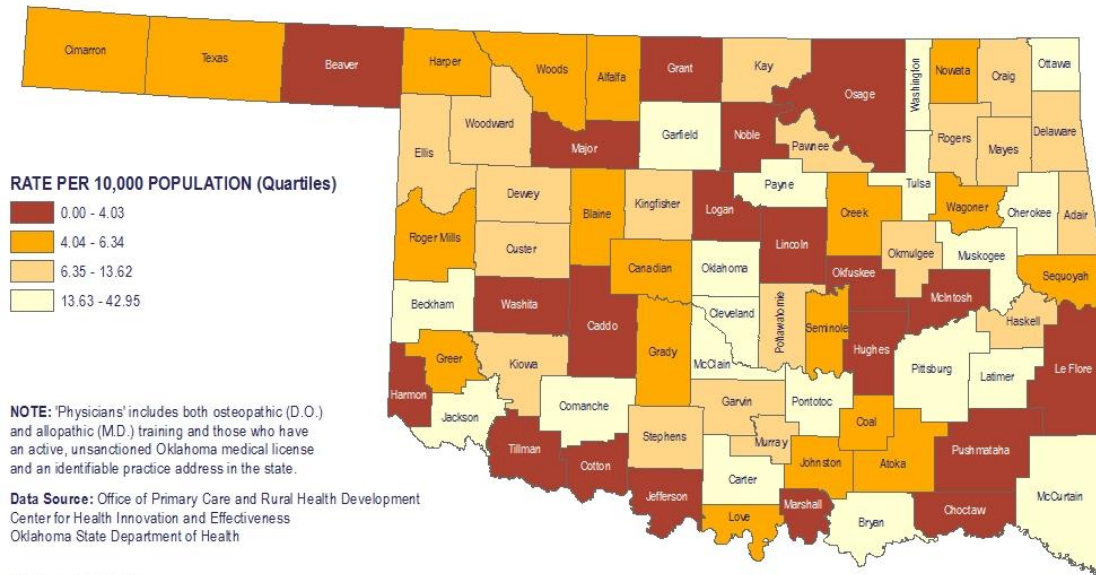 Cimarron
Texas
Beaver
Harper
Woods
Alfalfa
Grant
Kay
Osage
Washington
Nowata
Craig
Ottawa
Woodward
Ellis
Major
Garfield
Noble
Pawnee
Rogers
Mayes
Delaware
RATE PER 10,000 POPULATION (Quartiles)
0.00 - 4.03
4.04 - 6.34
6.35 - 13.62
13.63 - 42.95
Dewey
Blaine
Kingfisher
Logan
Payne
Creek
Tulsa
Wagoner
Cherokee
Adair
Roger Mills
Custer
Canadian
Oklahoma
Lincoln
Okmulgee
Muskogee
Sequoyah
Beckham
Washita
Caddo
Cleveland
Pottawatomie
Seminole
Okfuskee
McIntosh
Haskell
Greer
Kiowa
Grady
McClain
Hughes
Pittsburg
Latimer
Le Flore
Harmon
Jackson
Comanche
Garvin
Pontotoc
Coal
Stephens
Murray
Tillman
Cotton
Jefferson
Carter
Johnston
Atoka
Pushmataha
Love
Marshall
Bryan
Choctaw
McCurtain
NOTE: 'Physicians' includes both osteopathic (D.O.)
and allopathic (M.D.) training and those who have
an active, unsanctioned Oklahoma medical license
and an identifiable practice address in the state.
Data Source: Office of Primary Care and Rural Health Development
Center for Health Innovation and Effectiveness
Oklahoma State Department of Health